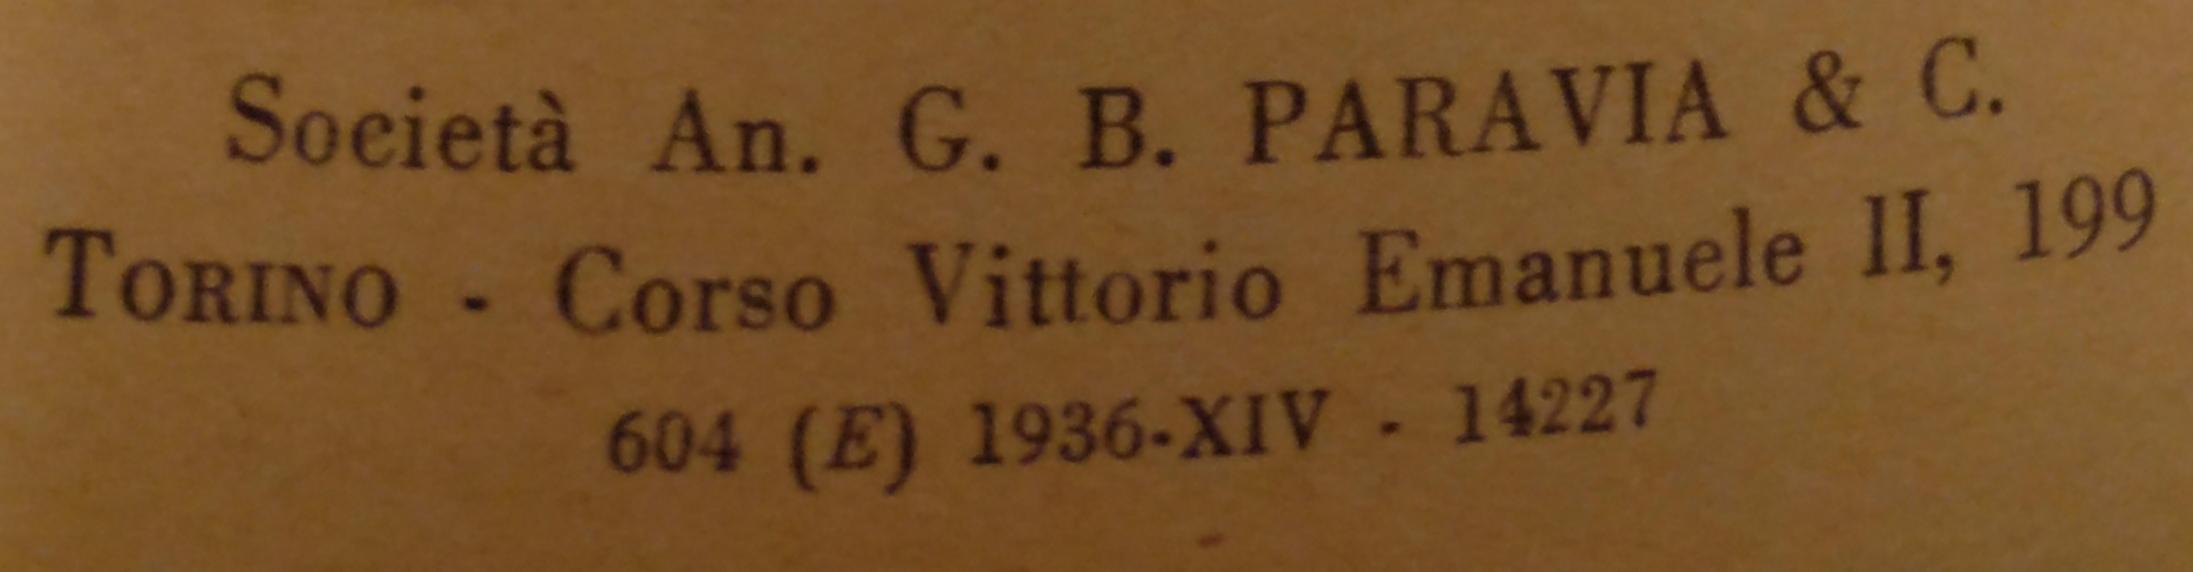 Società An. G. B. PARAVIA & C.
TORINO - Corso Vittorio Emanuele II, 199
604 (E) 1936-XIV - 14227